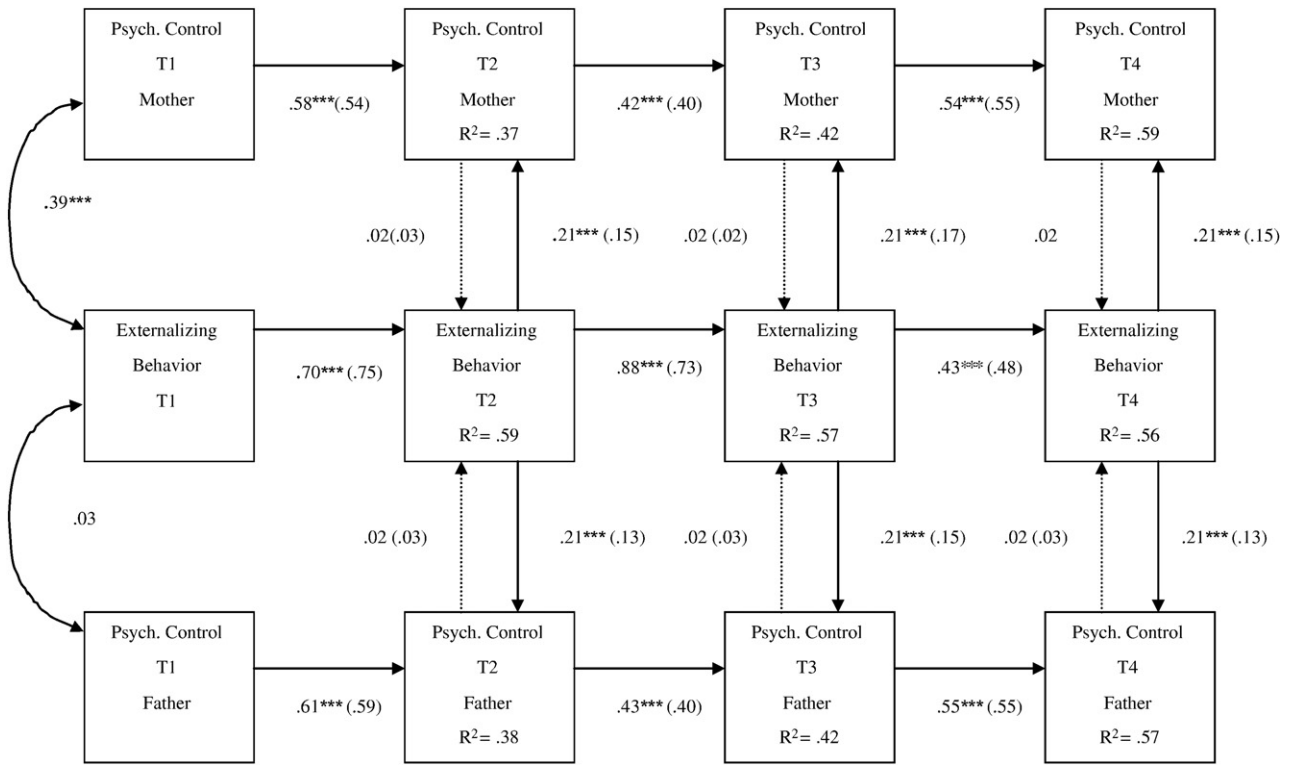 Psych. Control
T1
Mother
Psych. Control
T2
Mother
R²= .37
Psych. Control
T3
Mother
R²= .42
Psych. Control
T4
Mother
R²= .59
.58***(.54)
.42*** (.40)
.54***(.55)
.39***
.02(.03)
.21*** (.15)
.02 (.02)
.21*** (.17)
.02
.21*** (.15)
Externalizing
Behavior
T1
Externalizing
Behavior
T2
R²= .59
Externalizing
Behavior
T3
R²= .57
Externalizing
Behavior
T4
R²= .56
.70*** (.75)
.88*** (.73)
.43*** (.48)
.03
.02 (.03)
.21*** (.13)
.02 (.03)
.21*** (.15)
.02 (.03)
.21*** (.13)
Psych. Control
T1
Father
Psych. Control
T2
Father
R²= .38
Psych. Control
T3
Father
R²= .42
Psych. Control
T4
Father
R²= .57
.61*** (.59)
.43*** (.40)
.55*** (.55)